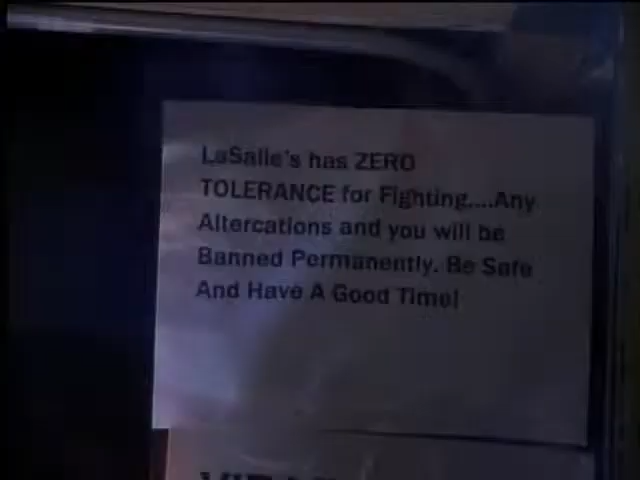 LaSalle's has ZERO
TOLERANCE for Fighting....Any
Altercations and you will be
Banned Permanently. Be Safe
And Have A Good Time!